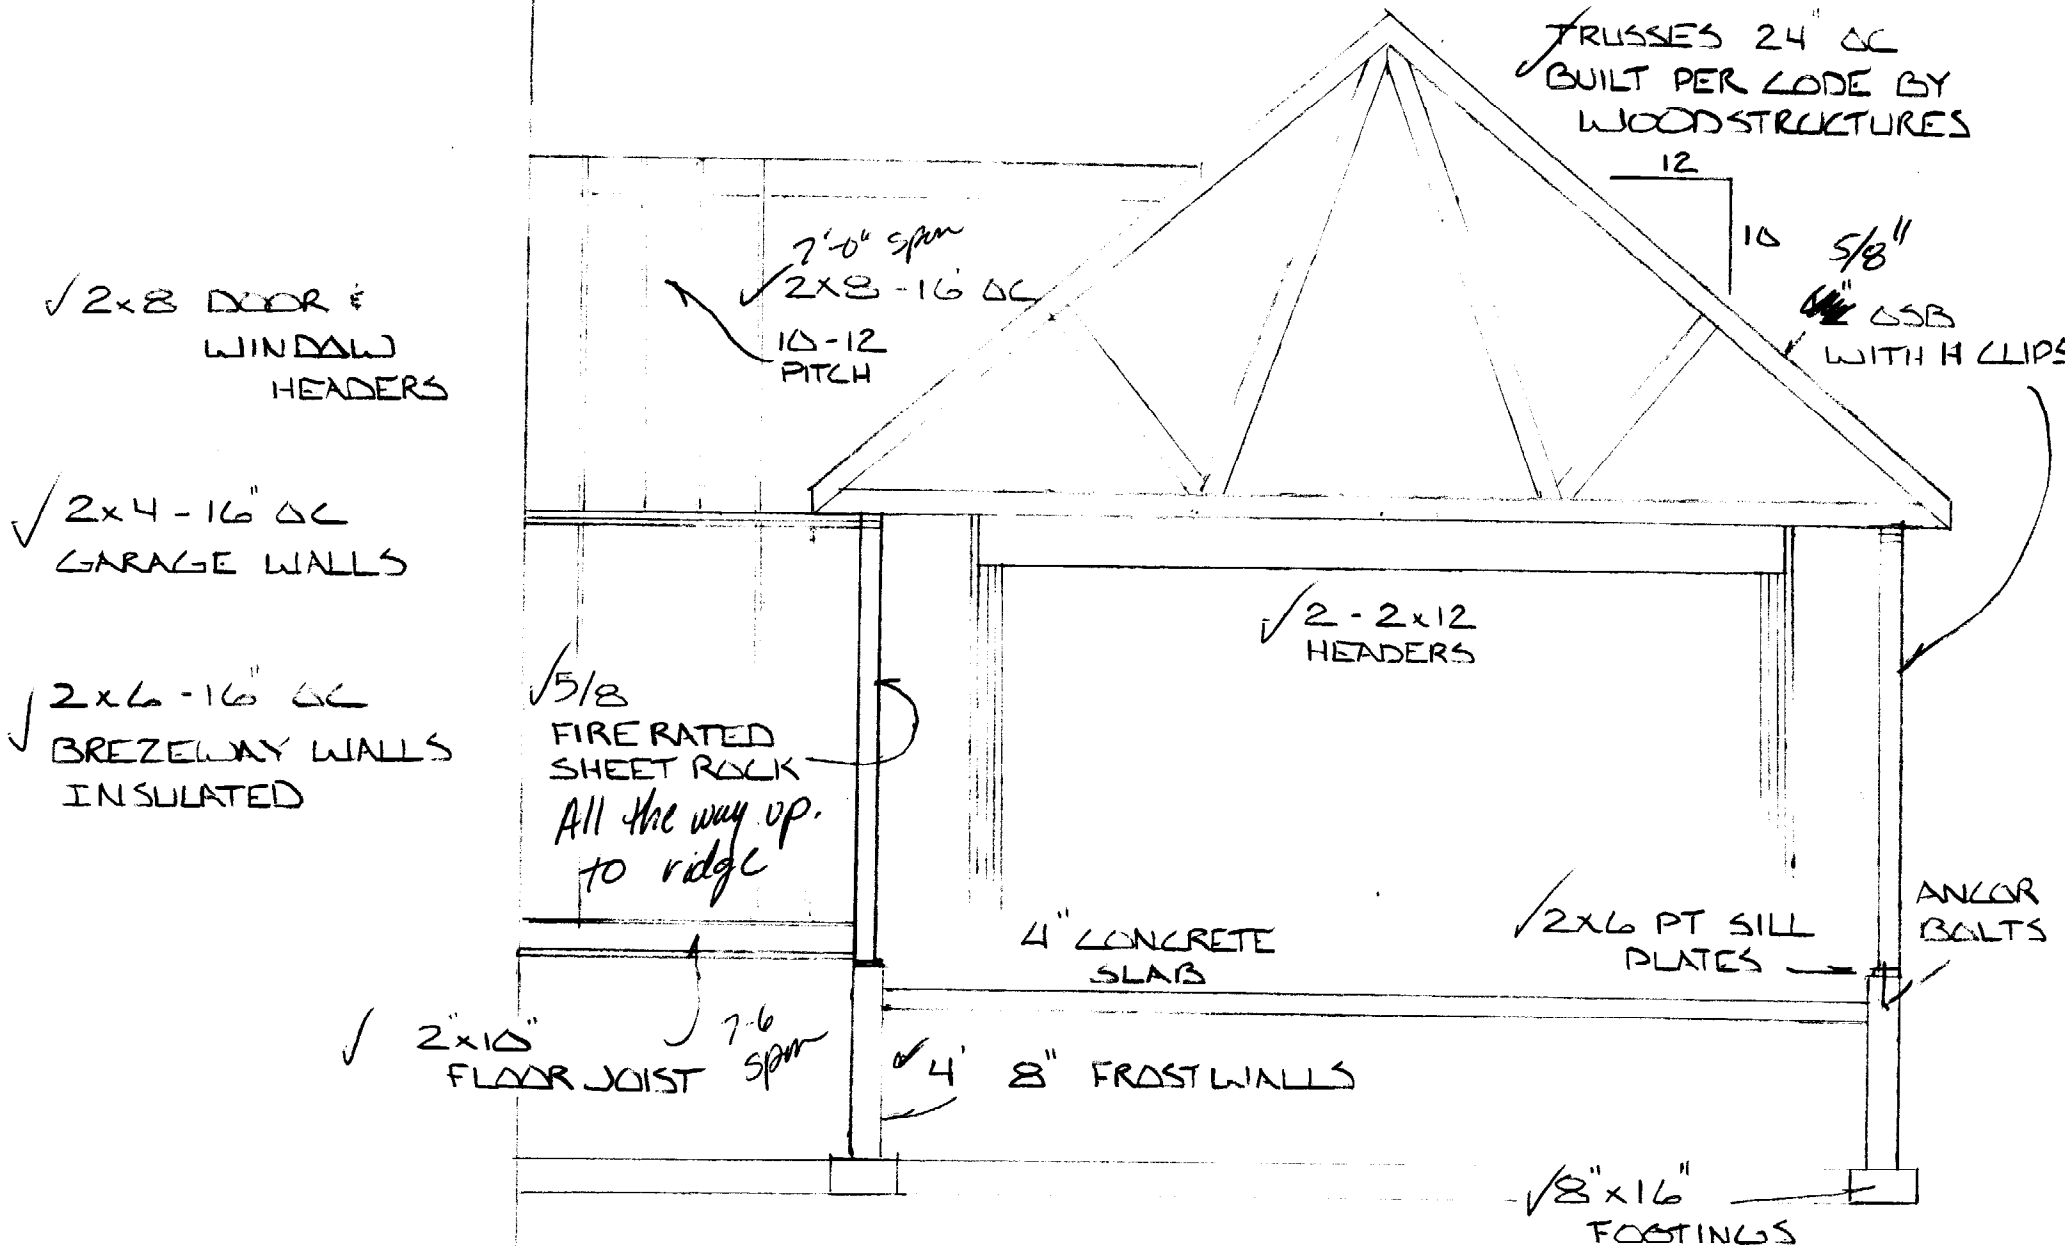 TRUSSES 24" OC
BUILT PER CODE BY
WOODSTRUCTURES
12
10
5/8"
OSB
WITH H CLIPS
7'-0" span
2x8 - 16 OC
10-12
PITCH
2x8 DOOR &
WINDOW
HEADERS
2x4 - 16" OC
GARAGE WALLS
2x6 - 16" OC
BREZEWAY WALLS
INSULATED
5/8
FIRE RATED
SHEET ROCK
All the way up.
to ridge
2 - 2x12
HEADERS
4" CONCRETE
SLAB
2x6 PT SILL
PLATES
ANCOR
BOLTS
2"x10"
FLOOR JOIST
7-6
span
4' 8" FROST WALLS
8"x16"
FOOTINGS